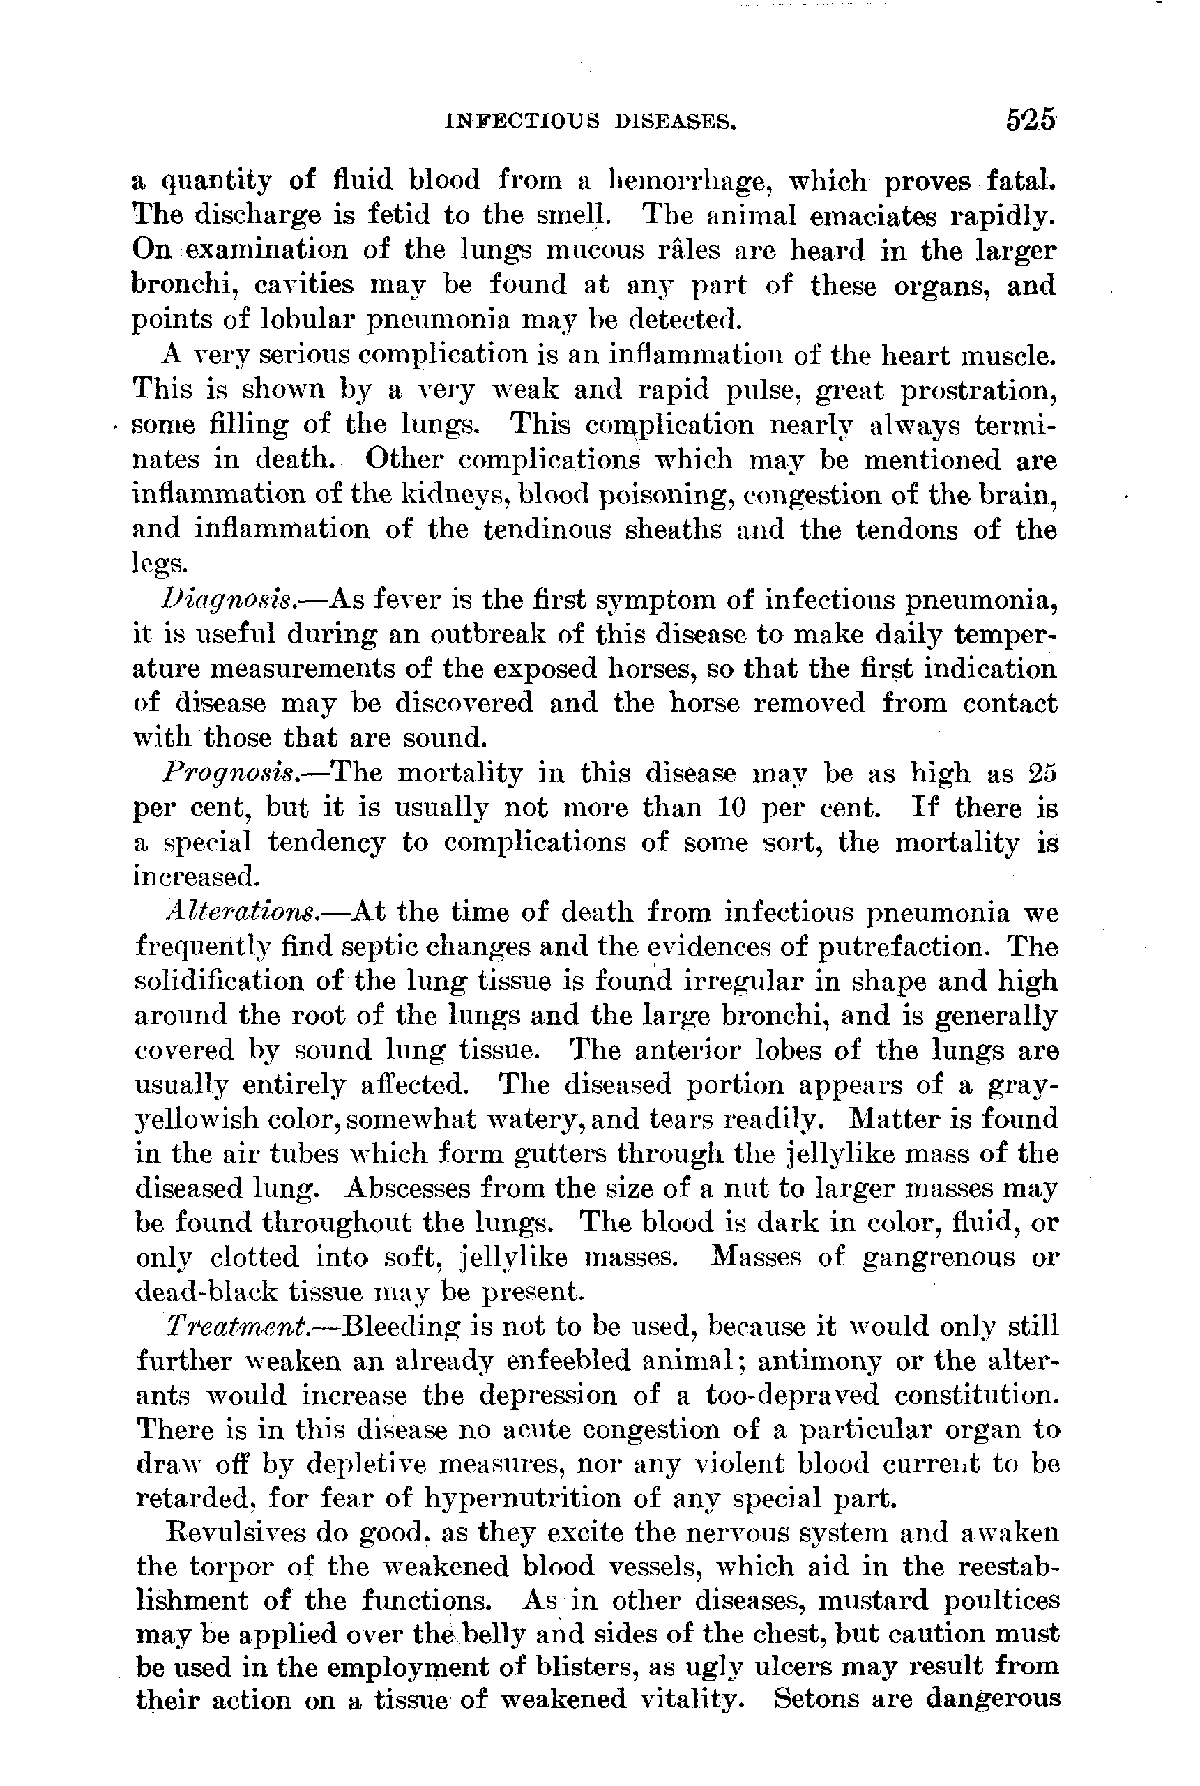 INFECTIOUS DISEASES. 525
a quantity of fluid blood from a hemorrhage, which proves fatal.
The discharge is fetid to the smell. The animal emaciates rapidly.
On examination of the lungs mucous râles are heard in the larger
bronchi, cavities may be found at any part of these organs, and
points of lobular pneumonia may be detected.
A very serious complication is an inflammation of the heart muscle.
This is shown by a very weak and rapid pulse, great prostration,
some filling of the lungs. This complication nearly always termi-
nates in death. Other complications which may be mentioned are
inflammation of the kidneys, blood poisoning, congestion of the brain,
and inflammation of the tendinous sheaths and the tendons of the
legs.
Diagnosis.—As fever is the first symptom of infectious pneumonia,
it is useful during an outbreak of this disease to make daily temper-
ature measurements of the exposed horses, so that the first indication
of disease may be discovered and the horse removed from contact
with those that are sound.
Prognosis.—The mortality in this disease may be as high as 25
per cent, but it is usually not more than 10 per cent. If there is
a special tendency to complications of some sort, the mortality is
increased.
Alterations.—At the time of death from infectious pneumonia we
frequently find septic changes and the evidences of putrefaction. The
solidification of the lung tissue is found irregular in shape and high
around the root of the lungs and the large bronchi, and is generally
covered by sound lung tissue. The anterior lobes of the lungs are
usually entirely affected. The diseased portion appears of a gray-
yellowish color, somewhat watery, and tears readily. Matter is found
in the air tubes which form gutters through the jellylike mass of the
diseased lung. Abscesses from the size of a nut to larger masses may
be found throughout the lungs. The blood is dark in color, fluid, or
only clotted into soft, jellylike masses. Masses of gangrenous or
dead-black tissue may be present.
Treatment.—Bleeding is not to be used, because it would only still
further weaken an already enfeebled animal; antimony or the alter-
ants would increase the depression of a too-depraved constitution.
There is in this disease no acute congestion of a particular organ to
draw off by depletive measures, nor any violent blood current to be
retarded, for fear of hypernutrition of any special part.
Revulsives do good, as they excite the nervous system and awaken
the torpor of the weakened blood vessels, which aid in the reestab-
lishment of the functions. As in other diseases, mustard poultices
may be applied over the belly and sides of the chest, but caution must
be used in the employment of blisters, as ugly ulcers may result from
their action on a tissue of weakened vitality. Setons are dangerous